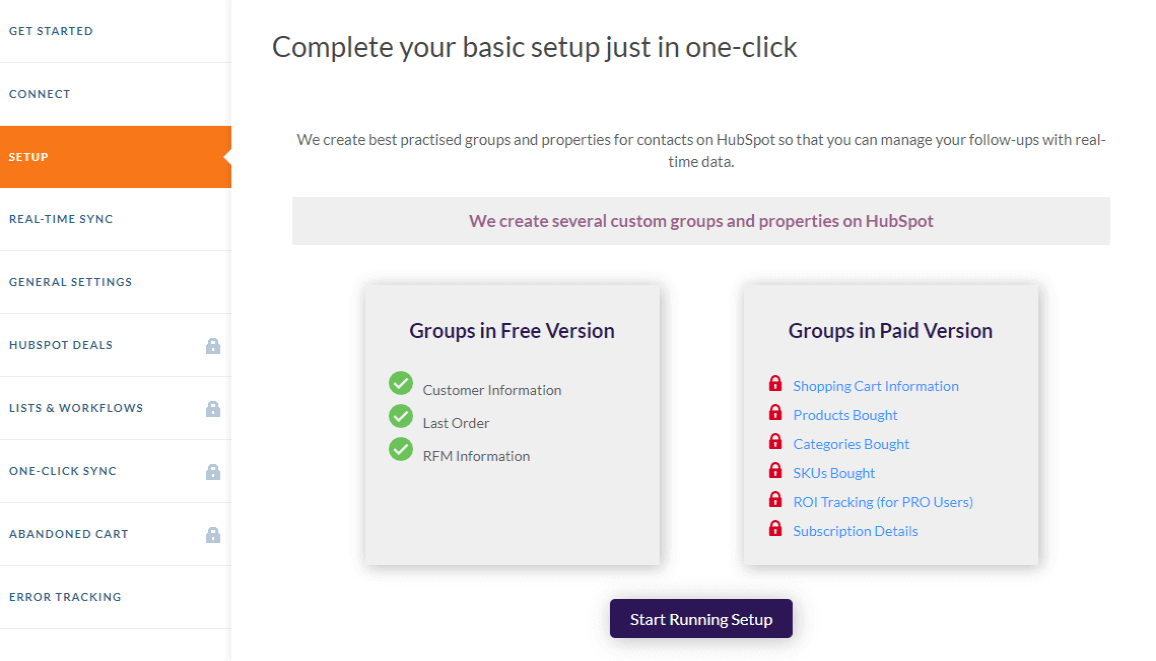 GET STARTED
CONNECT
SETUP
REAL-TIME SYNC
GENERAL SETTINGS
HUBSPOT DEALS
LISTS & WORKFLOWS
ONE-CLICK SYNC
ABANDONED CART
ERROR TRACKING
Complete your basic setup just in one-click
We create best practised groups and properties for contacts on HubSpot so that you can manage your follow-ups with real-
time data.
We create several custom groups and properties on HubSpot
Groups in Free Version
Customer Information
Last Order
RFM Information
Groups in Paid Version
Shopping Cart Information
Products Bought
Categories Bought
SKUs Bought
ROI Tracking (for PRO Users)
Subscription Details
Start Running Setup